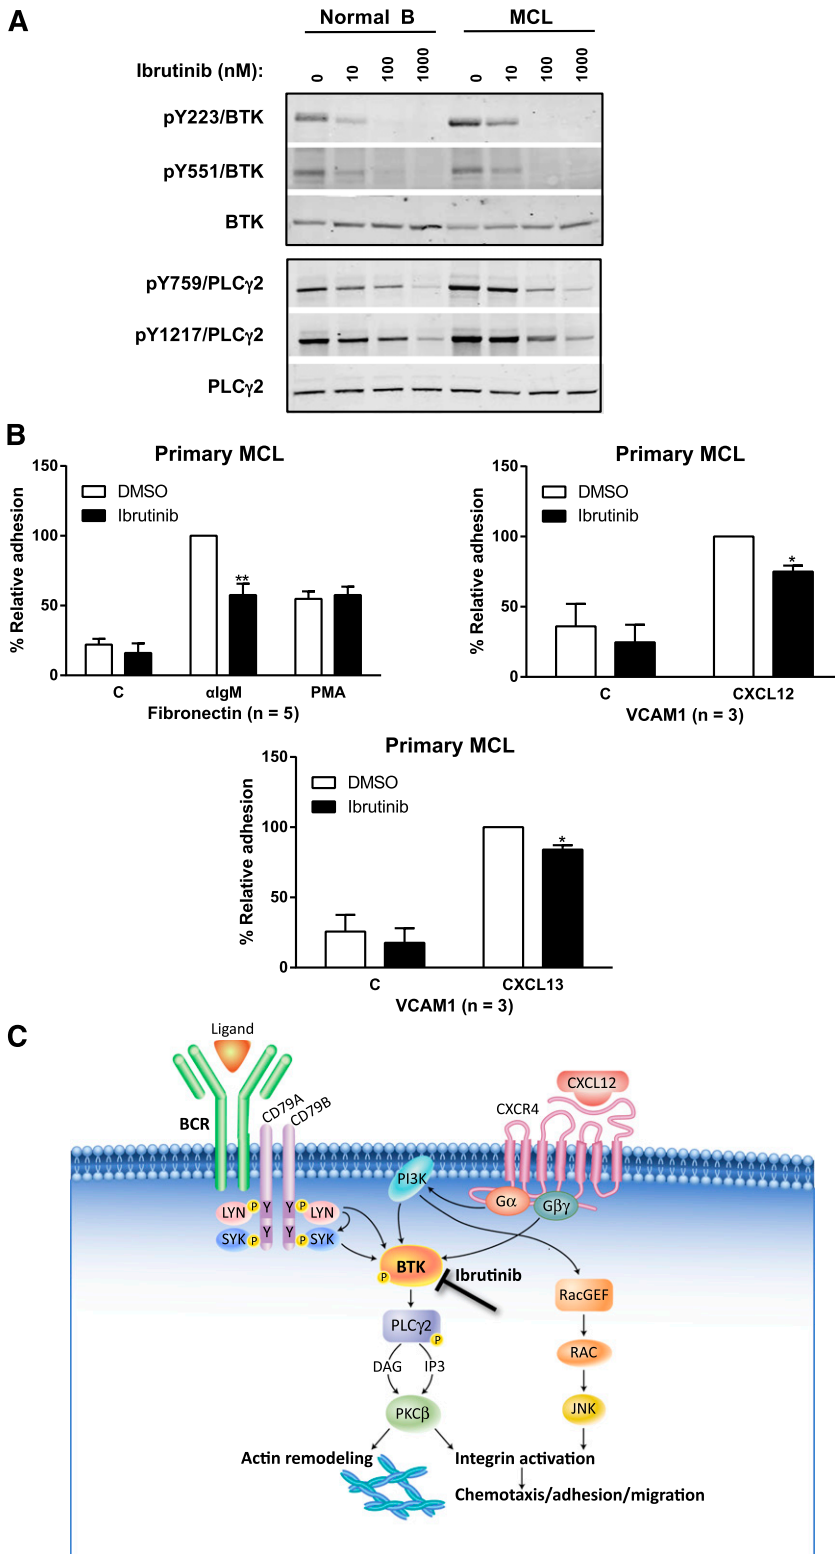 A
Normal B
MCL
Ibrutinib (nM):
0 10 100 1000 0 10 100 1000
pY223/BTK
pY551/BTK
BTK
pY759/PLCγ2
pY1217/PLCγ2
PLCγ2
B
Primary MCL
% Relative adhesion
150
100
50
0
DMSO
Ibrutinib
**
C αIgM PMA
Fibronectin (n = 5)
Primary MCL
% Relative adhesion
150
100
50
0
DMSO
Ibrutinib
*
C CXCL12
VCAM1 (n = 3)
Primary MCL
% Relative adhesion
150
100
50
0
DMSO
Ibrutinib
*
C CXCL13
VCAM1 (n = 3)
C
Ligand
BCR
CD79A
CD79B
CXCL12
CXCR4
PI3K
Gα
Gβγ
LYN P Y Y P LYN
SYK P Y Y P SYK
BTK
P
Ibrutinib
RacGEF
PLCγ2
P
RAC
DAG IP3
PKCβ
JNK
Actin remodeling
Integrin activation
Chemotaxis/adhesion/migration